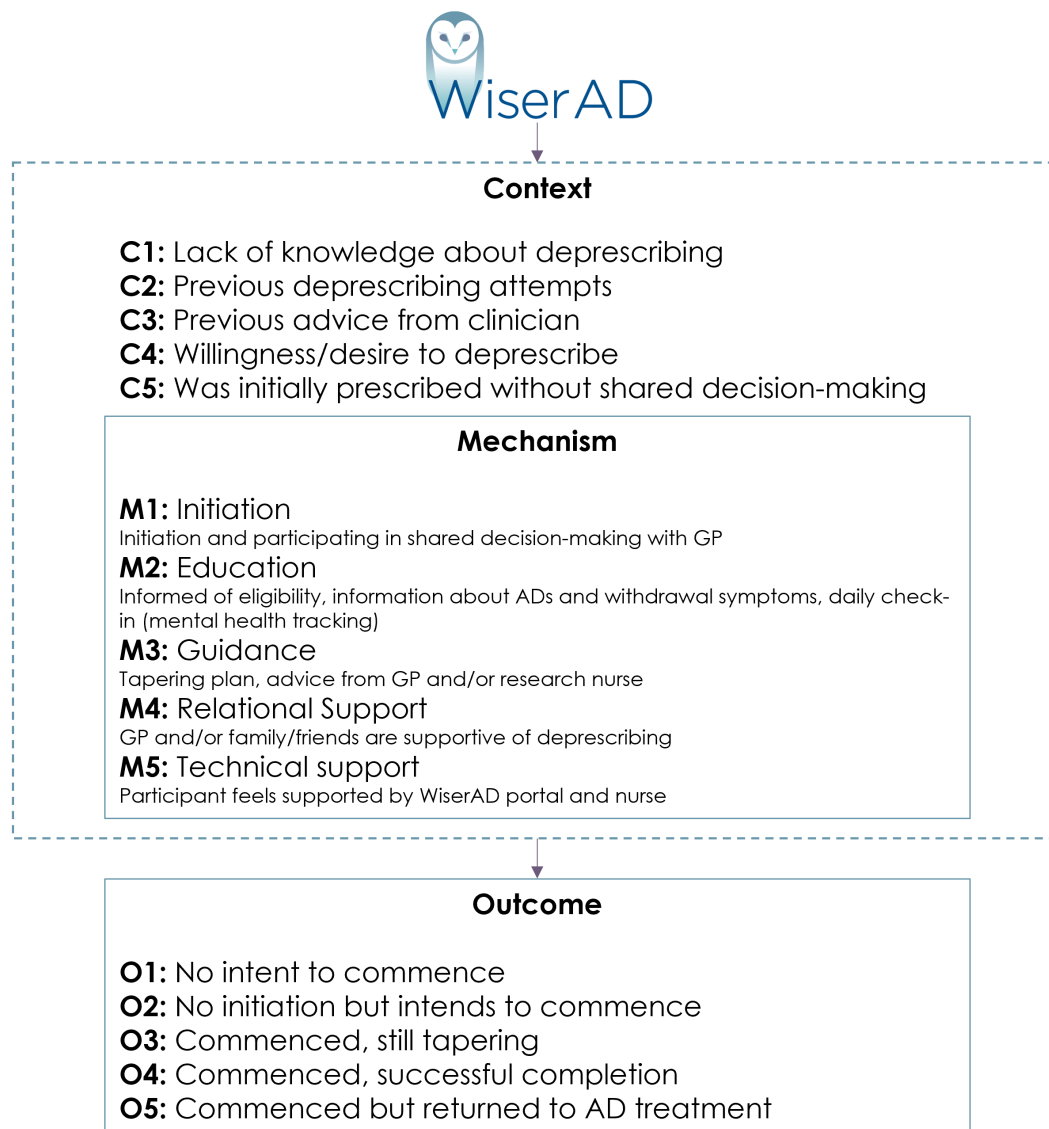 WiserAD
Context
C1: Lack of knowledge about deprescribing
C2: Previous deprescribing attempts
C3: Previous advice from clinician
C4: Willingness/desire to deprescribe
C5: Was initially prescribed without shared decision-making
Mechanism
M1: Initiation
Initiation and participating in shared decision-making with GP
M2: Education
Informed of eligibility, information about ADs and withdrawal symptoms, daily check-
in (mental health tracking)
M3: Guidance
Tapering plan, advice from GP and/or research nurse
M4: Relational Support
GP and/or family/friends are supportive of deprescribing
M5: Technical support
Participant feels supported by WiserAD portal and nurse
Outcome
O1: No intent to commence
O2: No initiation but intends to commence
O3: Commenced, still tapering
O4: Commenced, successful completion
O5: Commenced but returned to AD treatment